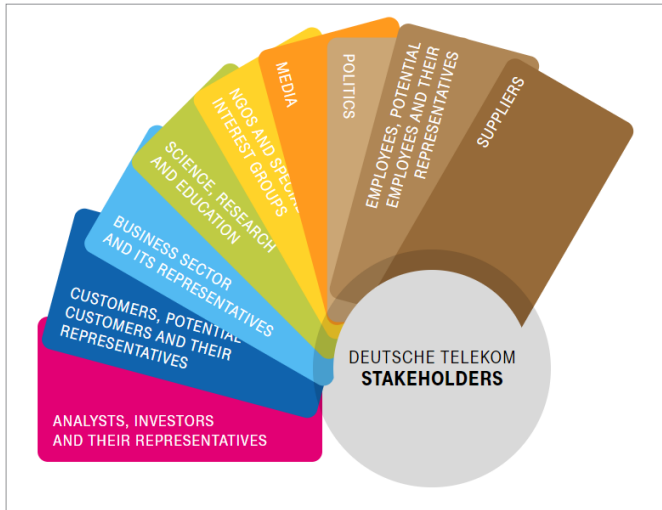 ANALYSTS, INVESTORS
AND THEIR REPRESENTATIVES
CUSTOMERS, POTENTIAL
CUSTOMERS AND THEIR
REPRESENTATIVES
BUSINESS SECTOR
AND ITS REPRESENTATIVES
SCIENCE, RESEARCH
AND EDUCATION
NGOS AND SPECIAL
INTEREST GROUPS
MEDIA
POLITICS
EMPLOYEES, POTENTIAL
EMPLOYEES AND THEIR
REPRESENTATIVES
SUPPLIERS
DEUTSCHE TELEKOM
STAKEHOLDERS